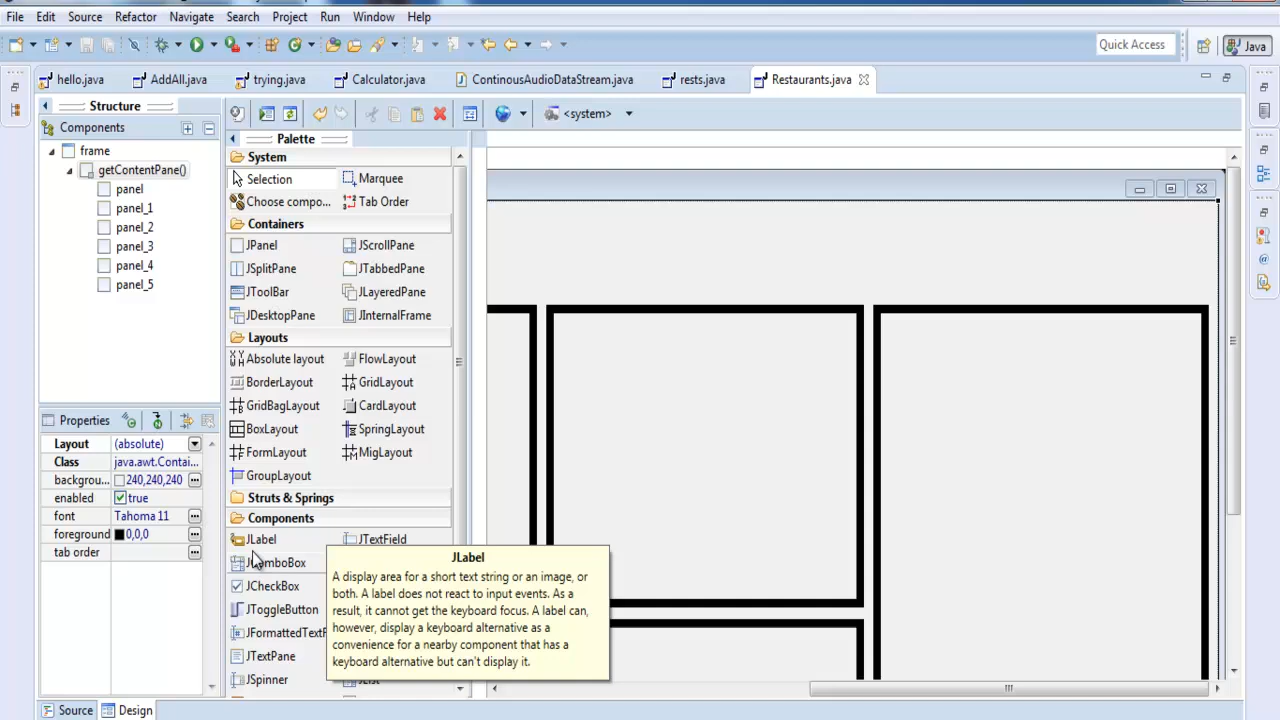 File Edit Source Refactor Navigate Search Project Run Window Help
Quick Access Java
hello.java AddAll.java trying.java Calculator.java ContinousAudioDataStream.java rests.java Restaurants.java
Structure
Components
frame
getContentPane()
panel
panel_1
panel_2
panel_3
panel_4
panel_5
Properties
Layout (absolute)
Class java.awt.Contai...
backgrou... 240,240,240
enabled true
font Tahoma 11
foreground 0,0,0
tab order
<system>
Palette
System
Selection Marquee
Choose compo... Tab Order
Containers
JPanel JScrollPane
JSplitPane JTabbedPane
JToolBar JLayeredPane
JDesktopPane JInternalFrame
Layouts
Absolute layout FlowLayout
BorderLayout GridLayout
GridBagLayout CardLayout
BoxLayout SpringLayout
FormLayout MigLayout
GroupLayout
Struts & Springs
Components
JLabel JTextField
JComboBox
JCheckBox
JToggleButton
JFormattedTextF
JTextPane
JSpinner
JLabel
A display area for a short text string or an image, or
both. A label does not react to input events. As a
result, it cannot get the keyboard focus. A label can,
however, display a keyboard alternative as a
convenience for a nearby component that has a
keyboard alternative but can't display it.
Source Design